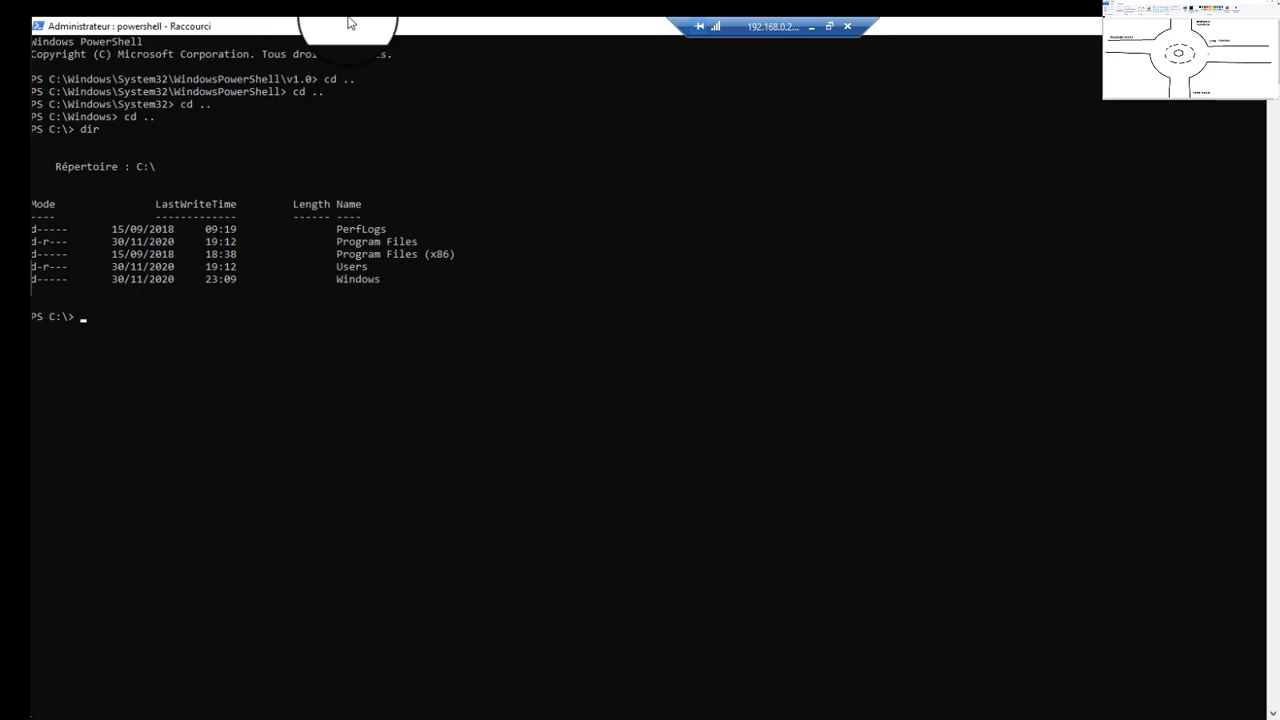 Administrateur : powershell - Raccourci
192.168.0.2...
Windows PowerShell
Copyright (C) Microsoft Corporation. Tous droi s.
PS C:\Windows\System32\WindowsPowerShell\v1.0> cd ..
PS C:\Windows\System32\WindowsPowerShell> cd ..
PS C:\Windows\System32> cd ..
PS C:\Windows> cd ..
PS C:\> dir
Répertoire : C:\
Mode LastWriteTime Length Name
---- ------------- ------ ----
d----- 15/09/2018 09:19 PerfLogs
d-r--- 30/11/2020 19:12 Program Files
d----- 15/09/2018 18:38 Program Files (x86)
d-r--- 30/11/2020 19:12 Users
d----- 30/11/2020 23:09 Windows
PS C:\> _